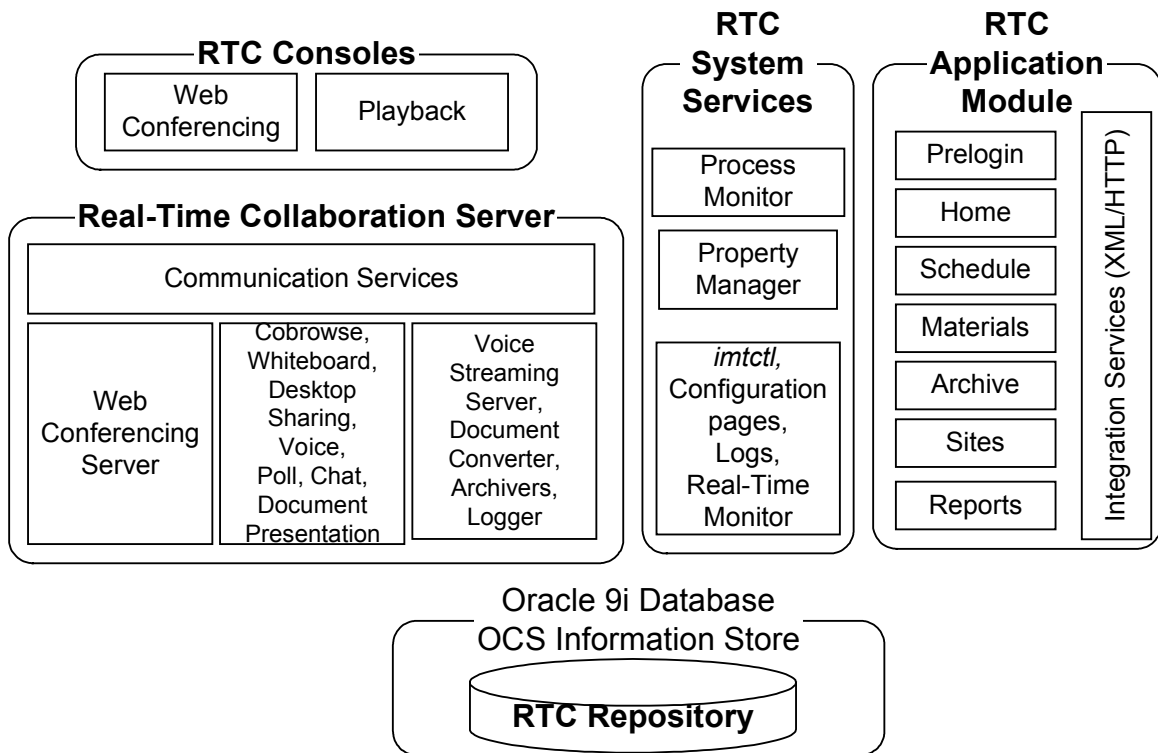 RTC Consoles
Web
Conferencing
Playback
Real-Time Collaboration Server
Communication Services
Web
Conferencing
Server
Cobrowse,
Whiteboard,
Desktop
Sharing,
Voice,
Poll, Chat,
Document
Presentation
Voice
Streaming
Server,
Document
Converter,
Archivers,
Logger
RTC
System
Services
Process
Monitor
Property
Manager
imtctl,
Configuration
pages,
Logs,
Real-Time
Monitor
RTC
Application
Module
Prelogin
Home
Schedule
Materials
Archive
Sites
Reports
Integration Services (XML/HTTP)
Oracle 9i Database
OCS Information Store
RTC Repository